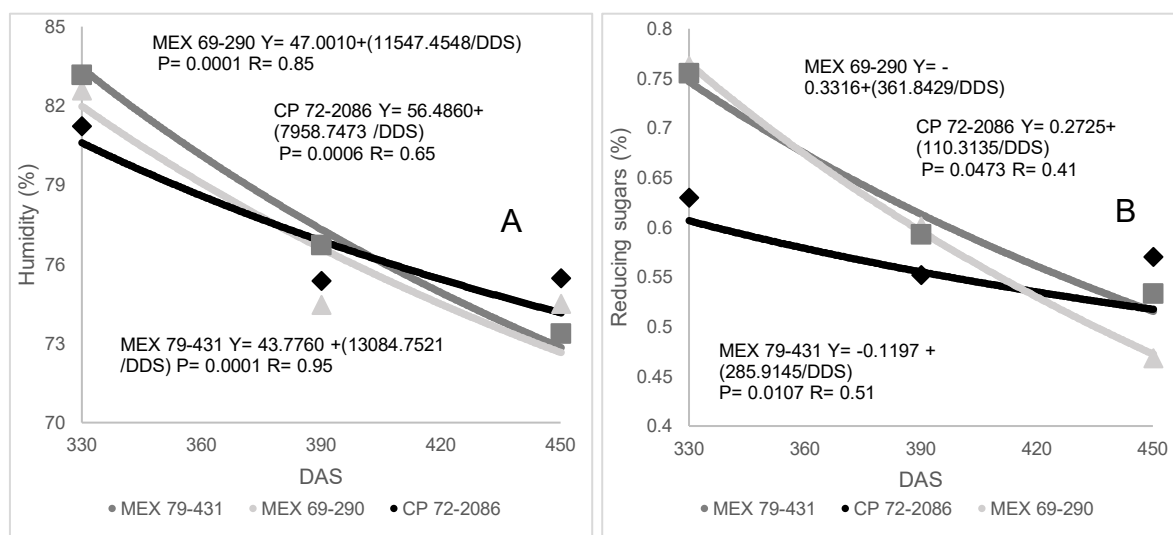 85
82
79
76
73
70
Humidity (%)
MEX 69-290 Y= 47.0010+(11547.4548/DDS)
P= 0.0001 R= 0.85
CP 72-2086 Y= 56.4860+
(7958.7473 /DDS)
P= 0.0006 R= 0.65
A
MEX 79-431 Y= 43.7760 +(13084.7521
/DDS) P= 0.0001 R= 0.95
330 360 390 420 450
DAS
MEX 79-431 MEX 69-290 CP 72-2086
0.8
0.75
0.7
0.65
0.6
0.55
0.5
0.45
0.4
Reducing sugars (%)
MEX 69-290 Y= -
0.3316+(361.8429/DDS)
CP 72-2086 Y= 0.2725+
(110.3135/DDS)
P= 0.0473 R= 0.41
B
MEX 79-431 Y= -0.1197 +
(285.9145/DDS)
P= 0.0107 R= 0.51
330 360 390 420 450
DAS
MEX 79-431 CP 72-2086 MEX 69-290